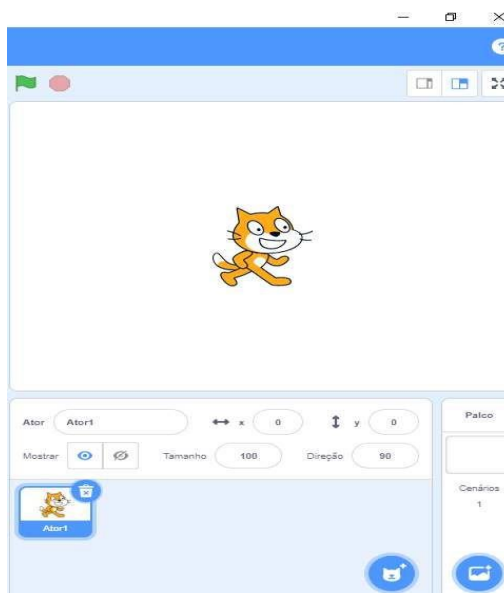 Ator Ator1 x 0 y 0
Mostrar Tamanho 100 Direção 90
Ator1
Palco
Cenários
1